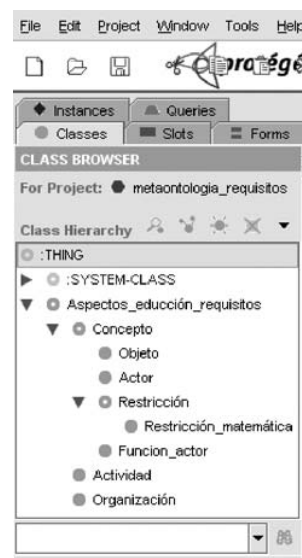 File Edit Project Window Tools Help
protégé
Instances Queries
Classes Slots Forms
CLASS BROWSER
For Project: metaontologia_requisitos
Class Hierarchy
:THING
:SYSTEM-CLASS
Aspectos_educción_requisitos
Concepto
Objeto
Actor
Restricción
Restricción_matemática
Funcion_actor
Actividad
Organización